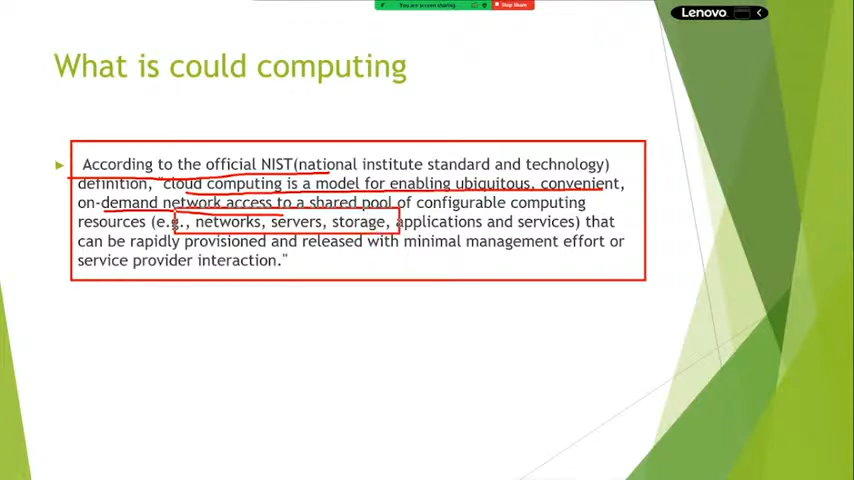 You are screen sharing
Stop Share
Lenovo
What is could computing
According to the official NIST(national institute standard and technology)
definition, "cloud computing is a model for enabling ubiquitous, convenient,
on-demand network access to a shared pool of configurable computing
resources (e.g., networks, servers, storage, applications and services) that
can be rapidly provisioned and released with minimal management effort or
service provider interaction."